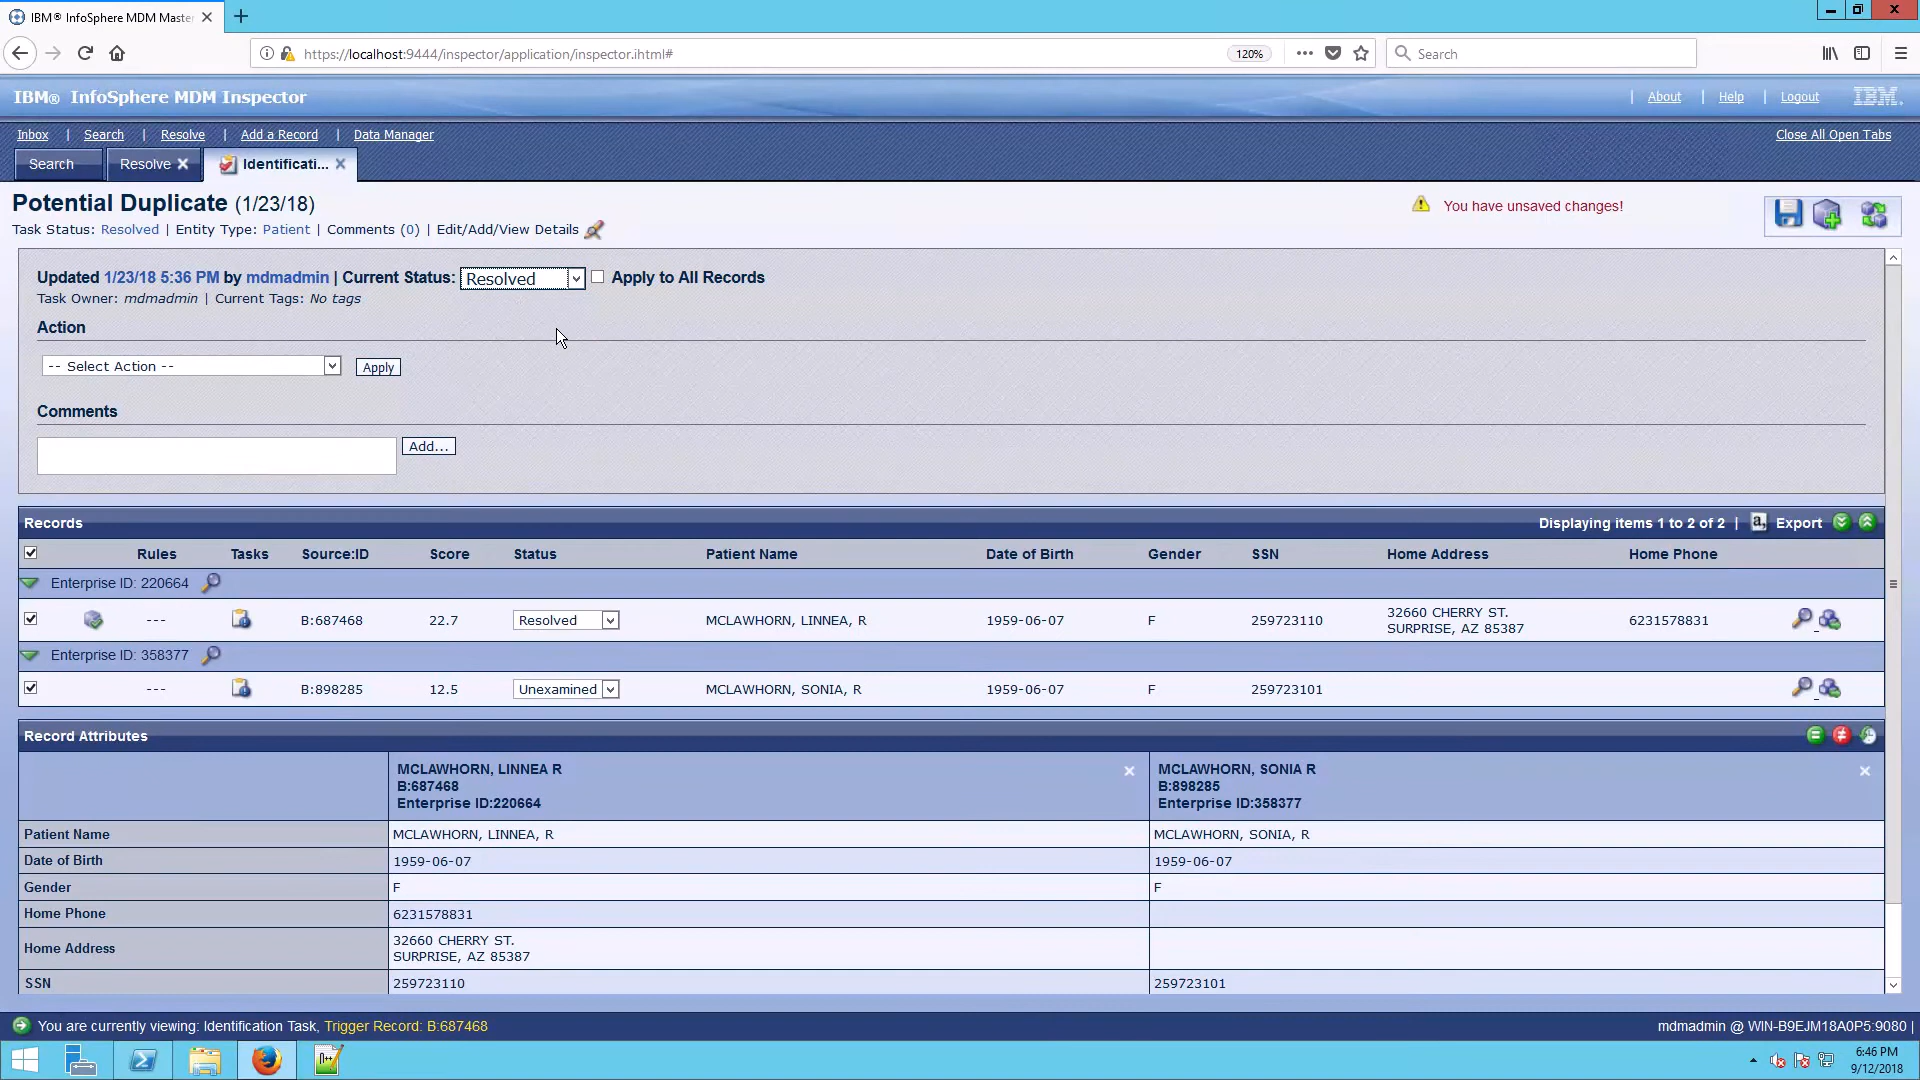 IBM® InfoSphere MDM Master
https://localhost:9444/inspector/application/inspector.ihtml#
120%
Search
IBM® InfoSphere MDM Inspector
| About | Help | Logout
IBM.
Inbox | Search | Resolve | Add a Record | Data Manager
Close All Open Tabs
Search
Resolve
Identificati...
Potential Duplicate (1/23/18)
You have unsaved changes!
Task Status: Resolved | Entity Type: Patient | Comments (0) | Edit/Add/View Details
Updated 1/23/18 5:36 PM by mdmadmin | Current Status: Resolved Apply to All Records
Task Owner: mdmadmin | Current Tags: No tags
Action
-- Select Action -- Apply
Comments
Add...
Records
Displaying items 1 to 2 of 2 | a, Export
Rules Tasks Source:ID Score Status Patient Name Date of Birth Gender SSN Home Address Home Phone
Enterprise ID: 220664
--- B:687468 22.7 Resolved MCLAWHORN, LINNEA, R 1959-06-07 F 259723110 32660 CHERRY ST. 6231578831
SURPRISE, AZ 85387
Enterprise ID: 358377
--- B:898285 12.5 Unexamined MCLAWHORN, SONIA, R 1959-06-07 F 259723101
Record Attributes
MCLAWHORN, LINNEA R MCLAWHORN, SONIA R
B:687468 B:898285
Enterprise ID:220664 Enterprise ID:358377
Patient Name MCLAWHORN, LINNEA, R MCLAWHORN, SONIA, R
Date of Birth 1959-06-07 1959-06-07
Gender F F
Home Phone 6231578831
Home Address 32660 CHERRY ST.
SURPRISE, AZ 85387
SSN 259723110 259723101
You are currently viewing: Identification Task, Trigger Record: B:687468
mdmadmin @ WIN-B9EJM18A0P5:9080 |
6:46 PM
9/12/2018